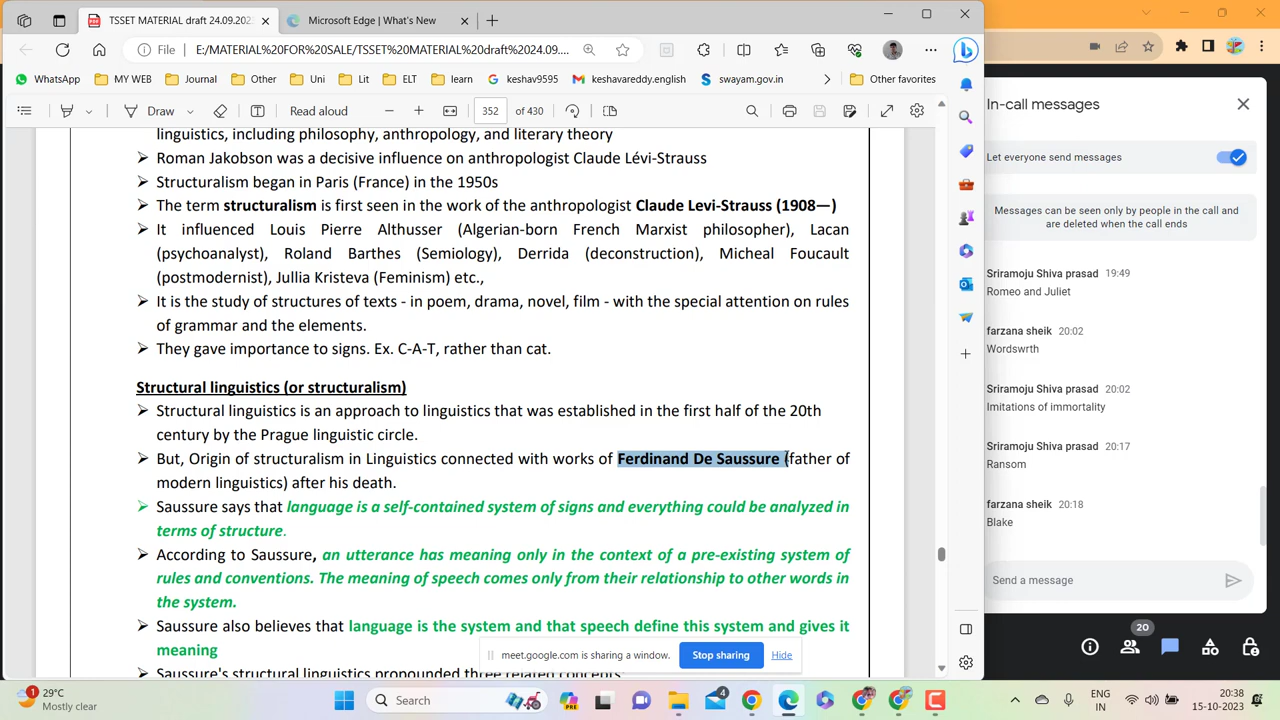 TSSET MATERIAL draft 24.09.202
Microsoft Edge | What's New
File
E:/MATERIAL%20FOR%20SALE/TSSET%20MATERIAL%20draft%2024.09....
WhatsApp
MY WEB
Journal
Other
Uni
Lit
ELT
learn
keshav9595
keshavareddy.english
swayam.gov.in
Other favorites
Draw
Read aloud
352
of 430
linguistics, including philosophy, anthropology, and literary theory
Roman Jakobson was a decisive influence on anthropologist Claude Lévi-Strauss
Structuralism began in Paris (France) in the 1950s
The term structuralism is first seen in the work of the anthropologist Claude Levi-Strauss (1908—)
It influenced Louis Pierre Althusser (Algerian-born French Marxist philosopher), Lacan
(psychoanalyst), Roland Barthes (Semiology), Derrida (deconstruction), Micheal Foucault
(postmodernist), Jullia Kristeva (Feminism) etc.,
It is the study of structures of texts - in poem, drama, novel, film - with the special attention on rules
of grammar and the elements.
They gave importance to signs. Ex. C-A-T, rather than cat.
Structural linguistics (or structuralism)
Structural linguistics is an approach to linguistics that was established in the first half of the 20th
century by the Prague linguistic circle.
But, Origin of structuralism in Linguistics connected with works of Ferdinand De Saussure (father of
modern linguistics) after his death.
Saussure says that language is a self-contained system of signs and everything could be analyzed in
terms of structure.
According to Saussure, an utterance has meaning only in the context of a pre-existing system of
rules and conventions. The meaning of speech comes only from their relationship to other words in
the system.
Saussure also believes that language is the system and that speech define this system and gives it
meaning
Saussure's structural linguistics propounded three related concepts.
meet.google.com is sharing a window.
Stop sharing
Hide
In-call messages
Let everyone send messages
Messages can be seen only by people in the call and
are deleted when the call ends
Sriramoju Shiva prasad 19:49
Romeo and Juliet
farzana sheik 20:02
Wordswrth
Sriramoju Shiva prasad 20:02
Imitations of immortality
Sriramoju Shiva prasad 20:17
Ransom
farzana sheik 20:18
Blake
Send a message
20
1
29°C
Mostly clear
Search
PRE
4
ENG
IN
20:38
15-10-2023